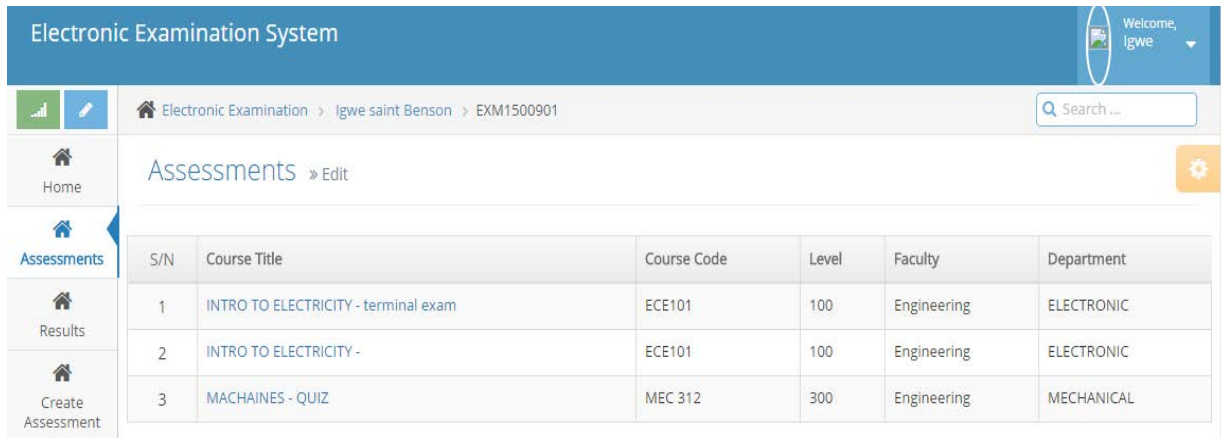 Electronic Examination System
Welcome,
Igwe
Electronic Examination > Igwe saint Benson > EXM1500901
Search ...
Home
Assessments
Results
Create
Assessment
Assessments » Edit
S/N Course Title Course Code Level Faculty Department
1 INTRO TO ELECTRICITY - terminal exam ECE101 100 Engineering ELECTRONIC
2 INTRO TO ELECTRICITY - ECE101 100 Engineering ELECTRONIC
3 MACHAINES - QUIZ MEC 312 300 Engineering MECHANICAL